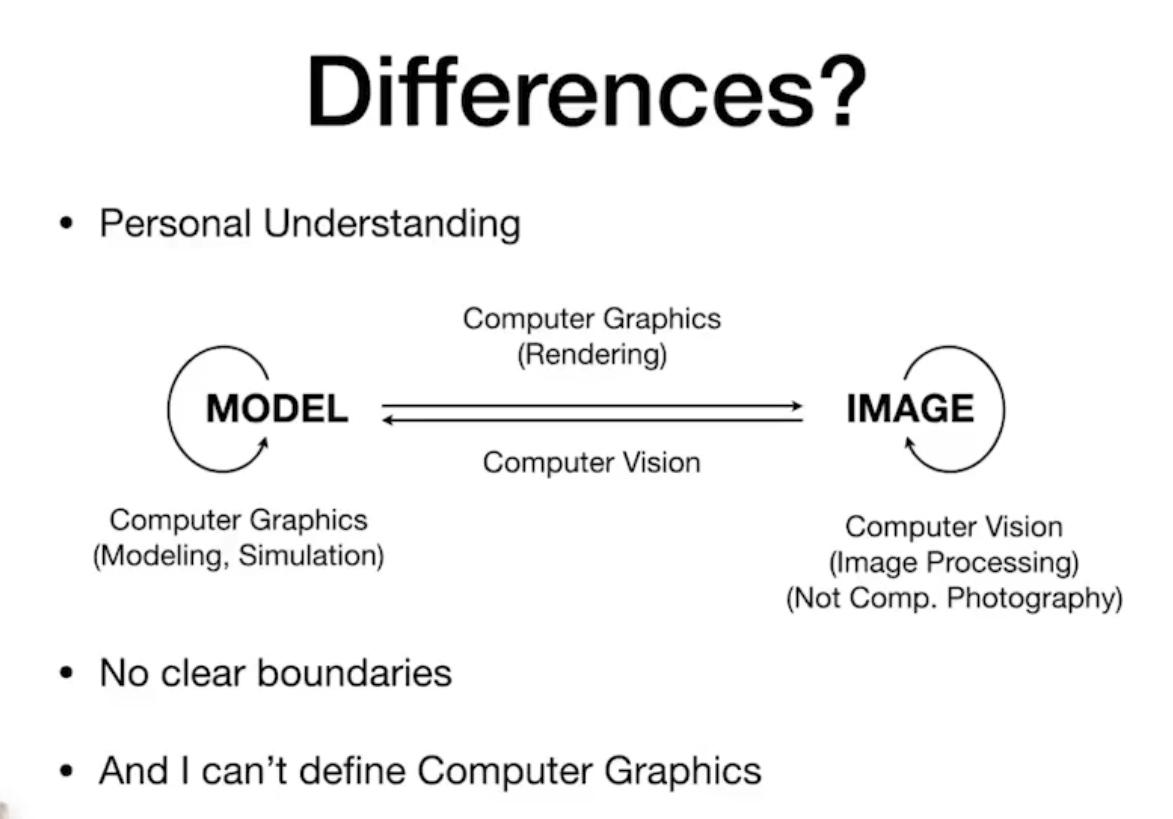 Differences?
• Personal Understanding
Computer Graphics
(Rendering)
MODEL
IMAGE
Computer Vision
Computer Graphics
(Modeling, Simulation)
Computer Vision
(Image Processing)
(Not Comp. Photography)
• No clear boundaries
• And I can’t define Computer Graphics